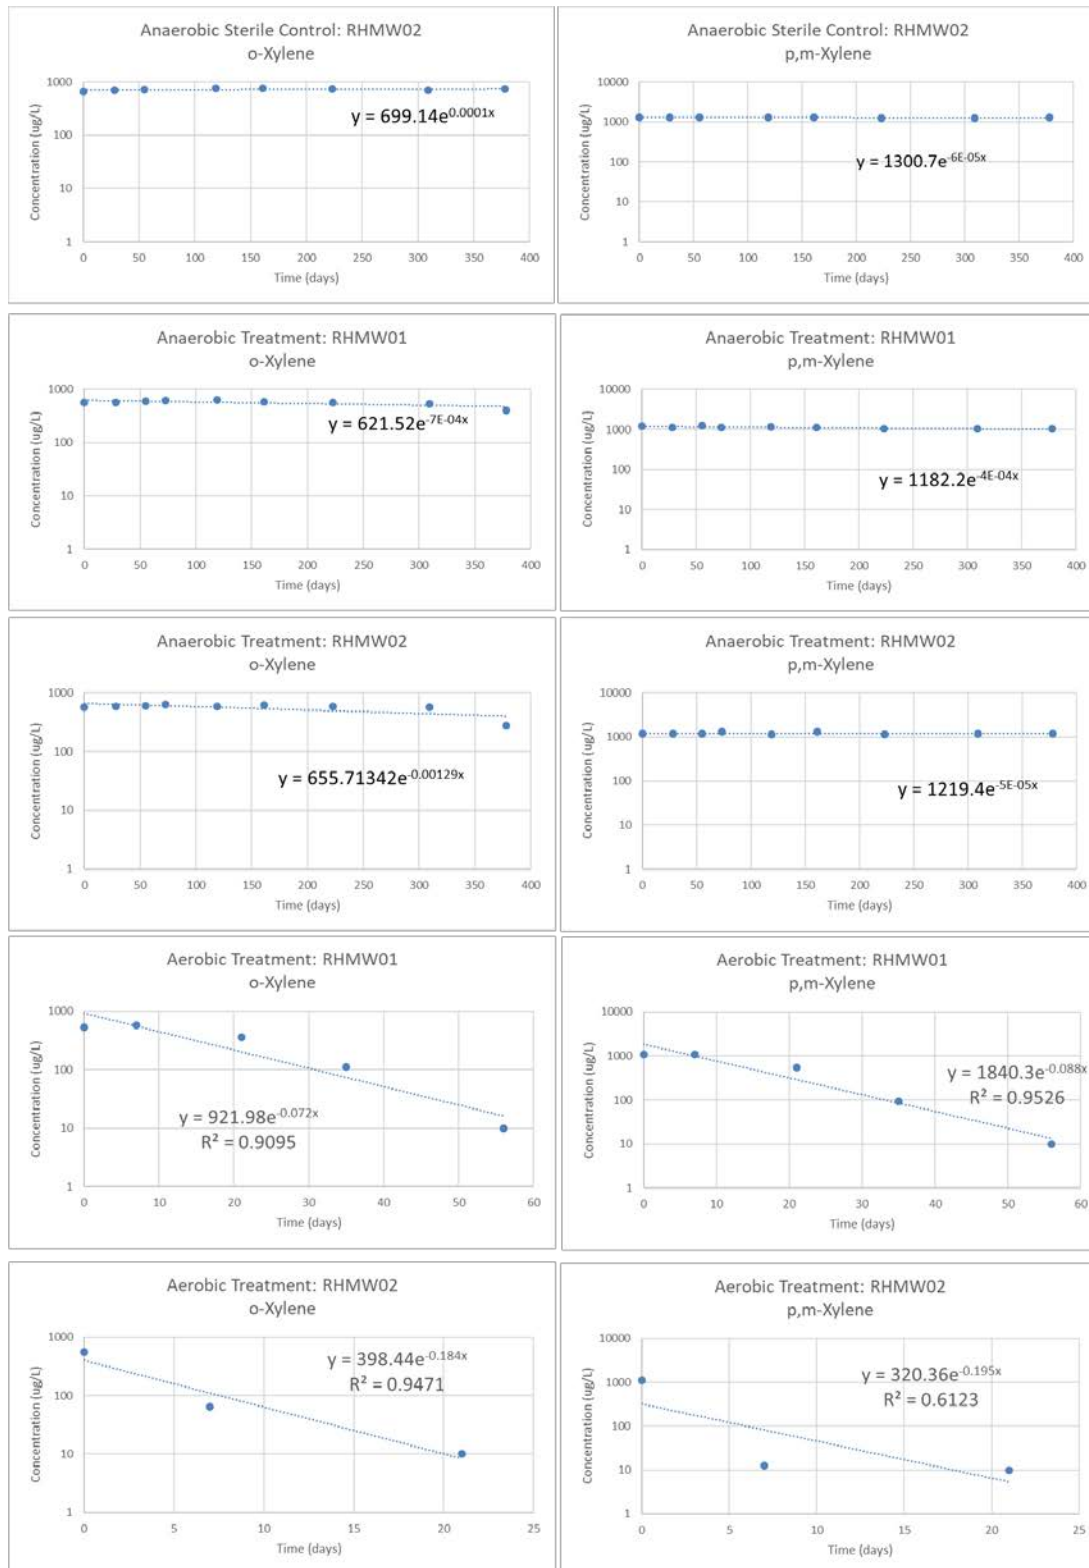 Anaerobic Sterile Control: RHMW02
o-Xylene
Concentration (ug/L)
1000
100
10
1
y = 699.14e^0.0001x
0 50 100 150 200 250 300 350 400
Time (days)
Anaerobic Sterile Control: RHMW02
p,m-Xylene
Concentration (ug/L)
10000
1000
100
10
1
y = 1300.7e^-6E-05x
0 50 100 150 200 250 300 350 400
Time (days)
Anaerobic Treatment: RHMW01
o-Xylene
Concentration (ug/L)
1000
100
10
1
y = 621.52e^-7E-04x
0 50 100 150 200 250 300 350 400
Time (days)
Anaerobic Treatment: RHMW01
p,m-Xylene
Concentration (ug/L)
10000
1000
100
10
1
y = 1182.2e^-4E-04x
0 50 100 150 200 250 300 350 400
Time (days)
Anaerobic Treatment: RHMW02
o-Xylene
Concentration (ug/L)
1000
100
10
1
y = 655.71342e^-0.00129x
0 50 100 150 200 250 300 350 400
Time (days)
Anaerobic Treatment: RHMW02
p,m-Xylene
Concentration (ug/L)
10000
1000
100
10
1
y = 1219.4e^-5E-05x
0 50 100 150 200 250 300 350 400
Time (days)
Aerobic Treatment: RHMW01
o-Xylene
Concentration (ug/L)
1000
100
10
1
y = 921.98e^-0.072x
R² = 0.9095
0 10 20 30 40 50 60
Time (days)
Aerobic Treatment: RHMW01
p,m-Xylene
Concentration (ug/L)
10000
1000
100
10
1
y = 1840.3e^-0.088x
R² = 0.9526
0 10 20 30 40 50 60
Time (days)
Aerobic Treatment: RHMW02
o-Xylene
Concentration (ug/L)
1000
100
10
1
y = 398.44e^-0.184x
R² = 0.9471
0 5 10 15 20 25
Time (days)
Aerobic Treatment: RHMW02
p,m-Xylene
Concentration (ug/L)
10000
1000
100
10
1
y = 320.36e^-0.195x
R² = 0.6123
0 5 10 15 20 25
Time (days)